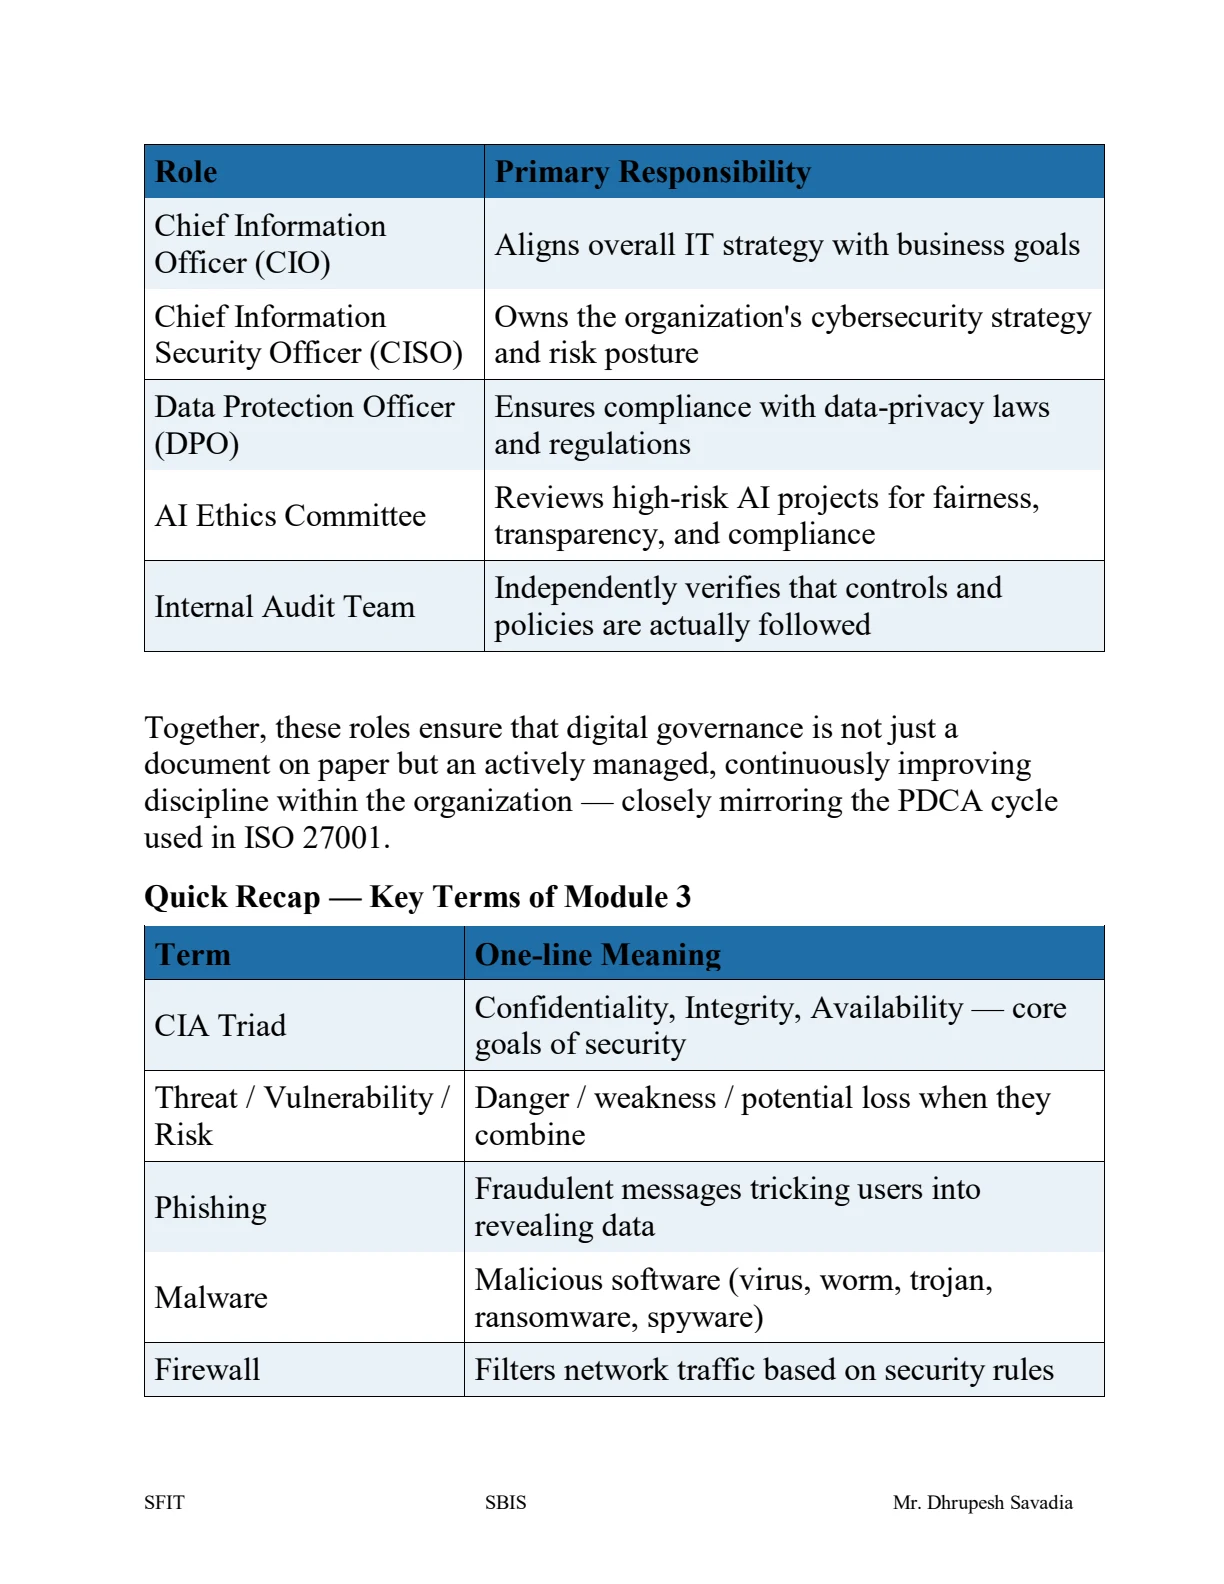 Role
Primary Responsibility
Chief Information
Officer (CIO)
Aligns overall IT strategy with business goals
Chief Information
Security Officer (CISO)
Owns the organization's cybersecurity strategy
and risk posture
Data Protection Officer
(DPO)
Ensures compliance with data-privacy laws
and regulations
AI Ethics Committee
Reviews high-risk AI projects for fairness,
transparency, and compliance
Internal Audit Team
Independently verifies that controls and
policies are actually followed
Together, these roles ensure that digital governance is not just a
document on paper but an actively managed, continuously improving
discipline within the organization — closely mirroring the PDCA cycle
used in ISO 27001.
Quick Recap — Key Terms of Module 3
Term
One-line Meaning
CIA Triad
Confidentiality, Integrity, Availability — core
goals of security
Threat / Vulnerability /
Risk
Danger / weakness / potential loss when they
combine
Phishing
Fraudulent messages tricking users into
revealing data
Malware
Malicious software (virus, worm, trojan,
ransomware, spyware)
Firewall
Filters network traffic based on security rules
SFIT
SBIS
Mr. Dhrupesh Savadia